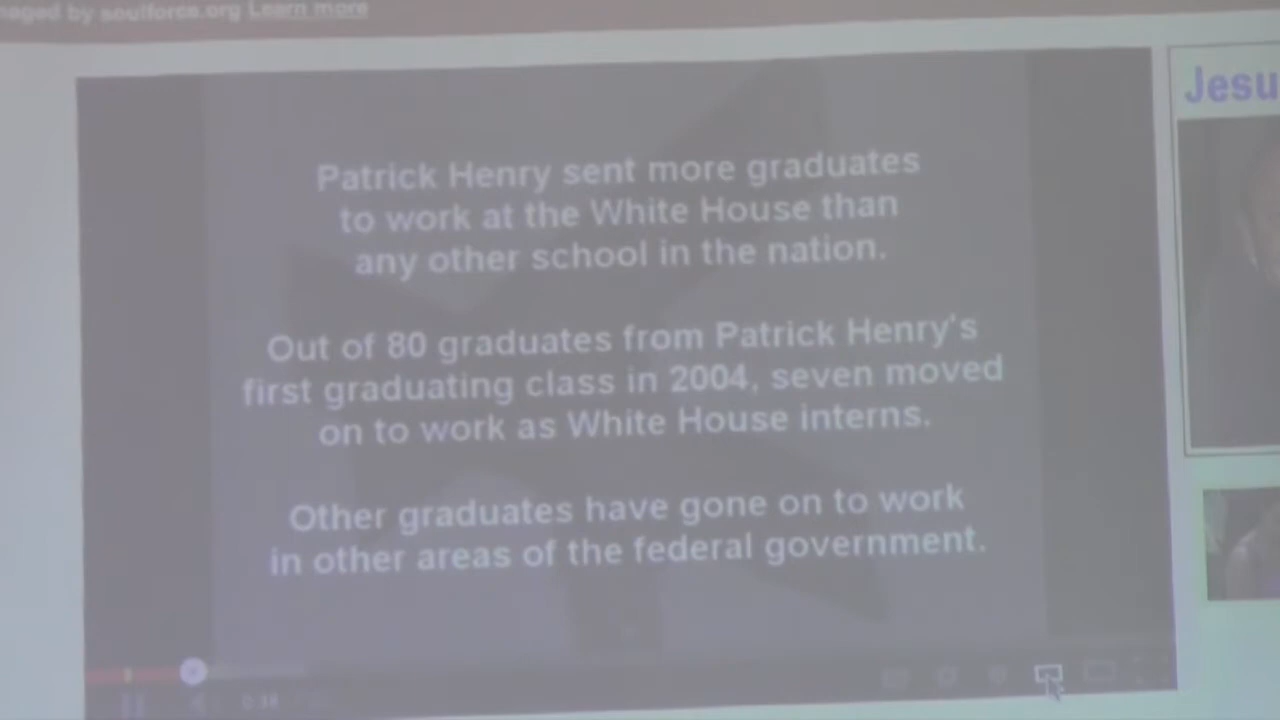 naged by soulforce.org Learn more
Jesu
Patrick Henry sent more graduates
to work at the White House than
any other school in the nation.
Out of 80 graduates from Patrick Henry's
first graduating class in 2004, seven moved
on to work as White House interns.
Other graduates have gone on to work
in other areas of the federal government.